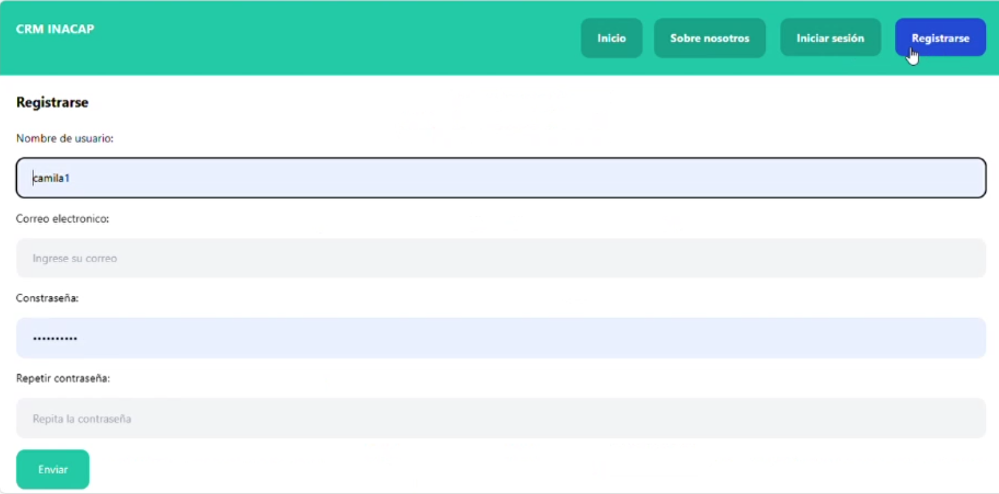 CRM INACAP
Inicio
Sobre nosotros
Iniciar sesión
Registrarse
Registrarse
Nombre de usuario:
camila1
Correo electronico:
Ingrese su correo
Constraseña:
••••••••••
Repetir contraseña:
Repita la contraseña
Enviar